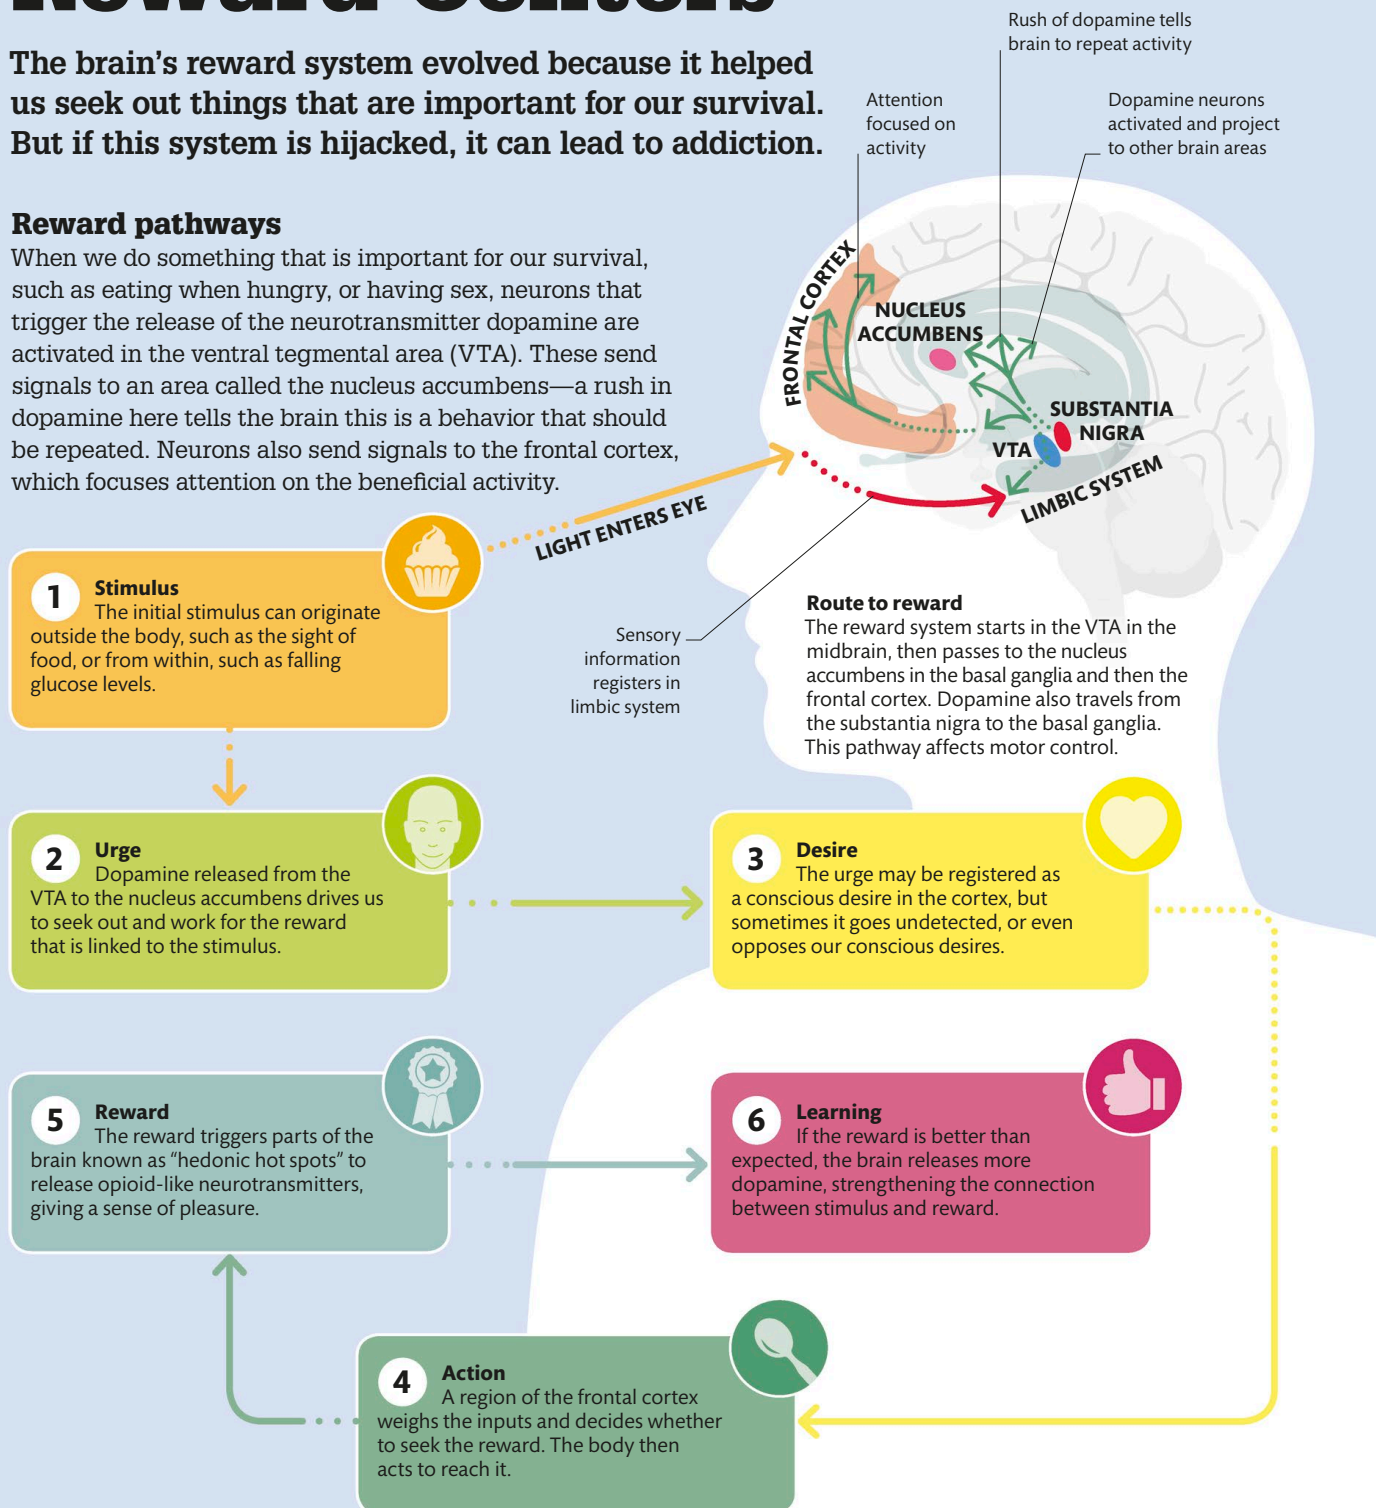 The brain's reward system evolved because it helped
us seek out things that are important for our survival.
But if this system is hijacked, it can lead to addiction.
Reward pathways
When we do something that is important for our survival,
such as eating when hungry, or having sex, neurons that
trigger the release of the neurotransmitter dopamine are
activated in the ventral tegmental area (VTA). These send
signals to an area called the nucleus accumbens—a rush in
dopamine here tells the brain this is a behavior that should
be repeated. Neurons also send signals to the frontal cortex,
which focuses attention on the beneficial activity.
Rush of dopamine tells
brain to repeat activity
Attention
focused on
activity
Dopamine neurons
activated and project
to other brain areas
FRONTAL CORTEX
NUCLEUS
ACCUMBENS
SUBSTANTIA
NIGRA
VTA
LIMBIC SYSTEM
LIGHT ENTERS EYE
Sensory
information
registers in
limbic system
Route to reward
The reward system starts in the VTA in the
midbrain, then passes to the nucleus
accumbens in the basal ganglia and then the
frontal cortex. Dopamine also travels from
the substantia nigra to the basal ganglia.
This pathway affects motor control.
1 Stimulus
The initial stimulus can originate
outside the body, such as the sight of
food, or from within, such as falling
glucose levels.
2 Urge
Dopamine released from the
VTA to the nucleus accumbens drives us
to seek out and work for the reward
that is linked to the stimulus.
3 Desire
The urge may be registered as
a conscious desire in the cortex, but
sometimes it goes undetected, or even
opposes our conscious desires.
4 Action
A region of the frontal cortex
weighs the inputs and decides whether
to seek the reward. The body then
acts to reach it.
5 Reward
The reward triggers parts of the
brain known as "hedonic hot spots" to
release opioid-like neurotransmitters,
giving a sense of pleasure.
6 Learning
If the reward is better than
expected, the brain releases more
dopamine, strengthening the connection
between stimulus and reward.